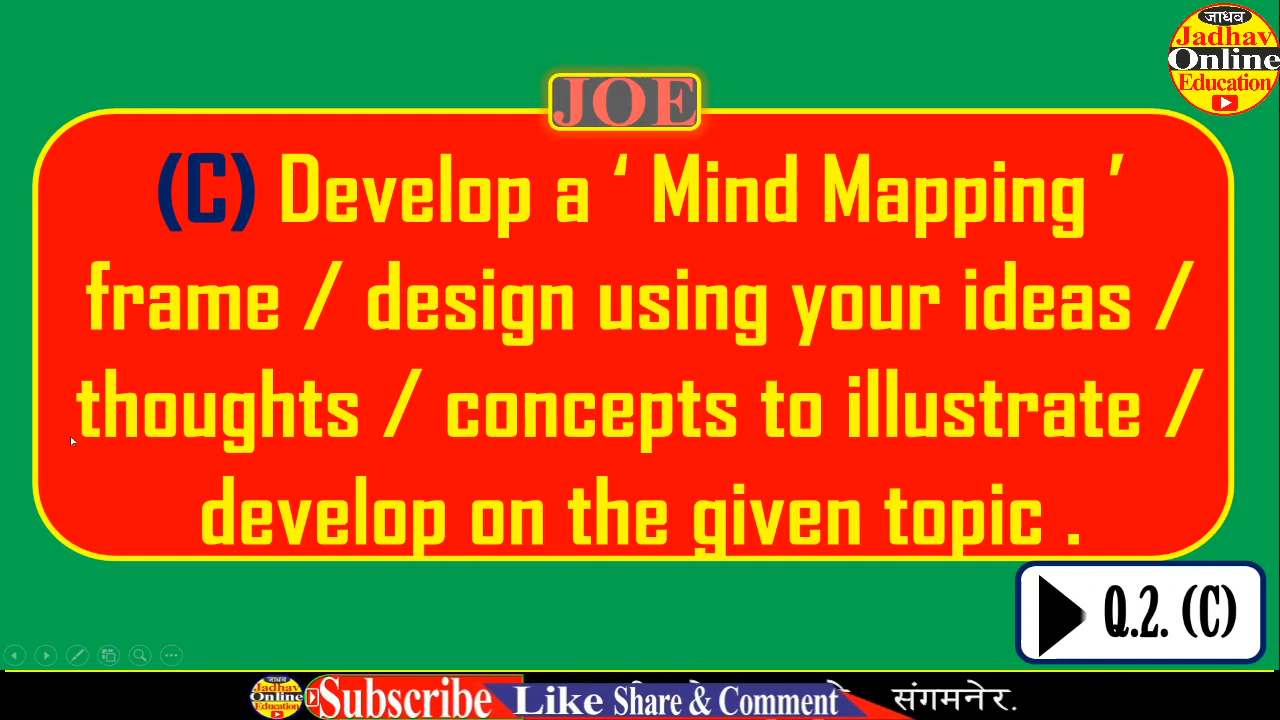 जाधव
Jadhav
Online
Education
JOE
(C) Develop a ‘ Mind Mapping ’
frame / design using your ideas /
thoughts / concepts to illustrate /
develop on the given topic .
Q.2. (C)
जाधव
Jadhav
Online
Education
Subscribe Like Share & Comment संगमनेर.